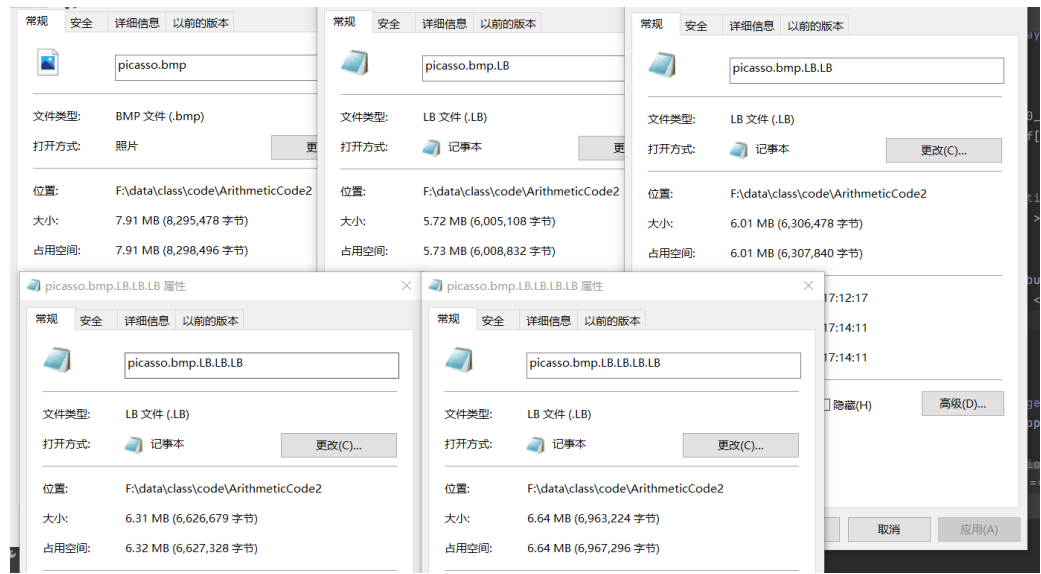 常规 安全 详细信息 以前的版本
picasso.bmp
文件类型: BMP 文件 (.bmp)
打开方式: 照片 更
位置: F:\data\class\code\ArithmeticCode2
大小: 7.91 MB (8,295,478 字节)
占用空间: 7.91 MB (8,298,496 字节)
常规 安全 详细信息 以前的版本
picasso.bmp.LB
文件类型: LB 文件 (.LB)
打开方式: 记事本 更
位置: F:\data\class\code\ArithmeticCode2
大小: 5.72 MB (6,005,108 字节)
占用空间: 5.73 MB (6,008,832 字节)
常规 安全 详细信息 以前的版本
picasso.bmp.LB.LB
文件类型: LB 文件 (.LB)
打开方式: 记事本 更改(C)...
位置: F:\data\class\code\ArithmeticCode2
大小: 6.01 MB (6,306,478 字节)
占用空间: 6.01 MB (6,307,840 字节)
17:12:17
17:14:11
17:14:11
隐藏(H) 高级(D)...
取消 应用(A)
picasso.bmp.LB.LB.LB 属性
常规 安全 详细信息 以前的版本
picasso.bmp.LB.LB.LB
文件类型: LB 文件 (.LB)
打开方式: 记事本 更改(C)...
位置: F:\data\class\code\ArithmeticCode2
大小: 6.31 MB (6,626,679 字节)
占用空间: 6.32 MB (6,627,328 字节)
picasso.bmp.LB.LB.LB.LB 属性
常规 安全 详细信息 以前的版本
picasso.bmp.LB.LB.LB.LB
文件类型: LB 文件 (.LB)
打开方式: 记事本 更改(C)...
位置: F:\data\class\code\ArithmeticCode2
大小: 6.64 MB (6,963,224 字节)
占用空间: 6.64 MB (6,967,296 字节)